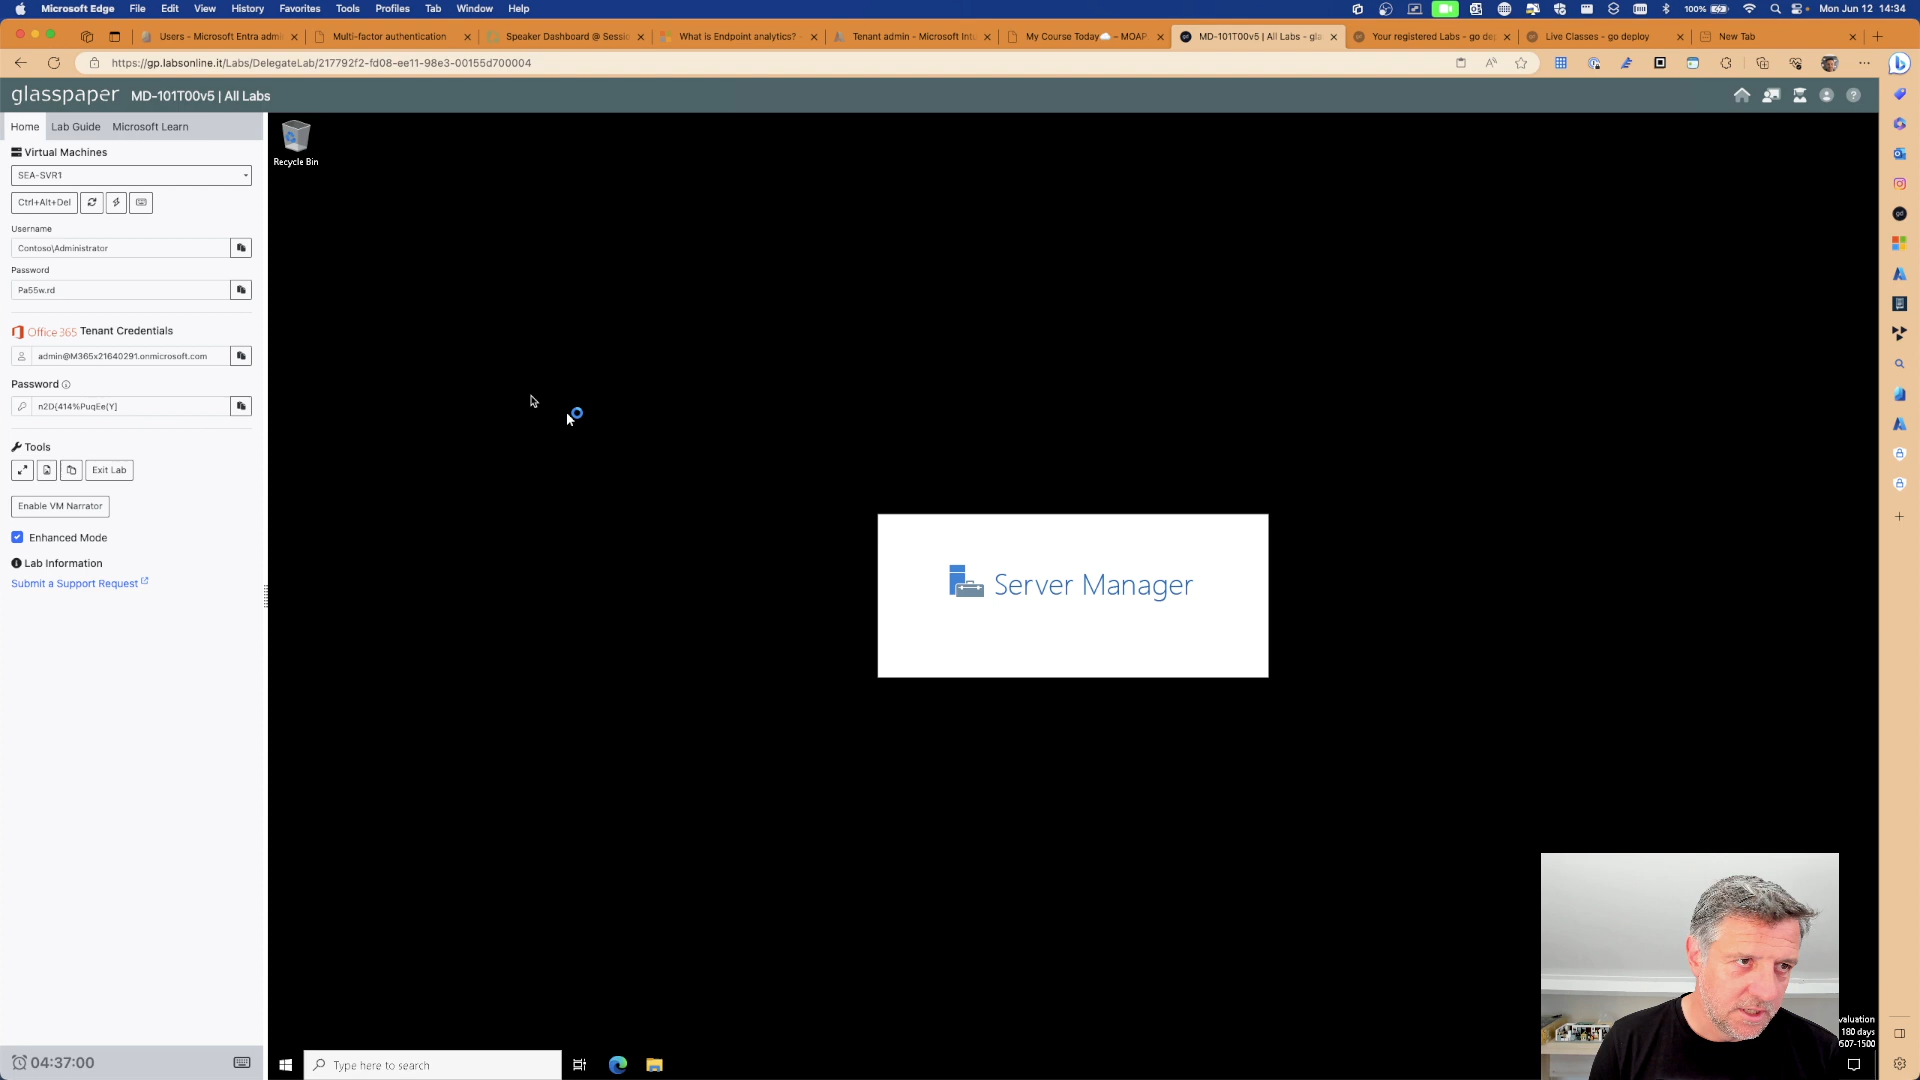 Microsoft Edge File Edit View History Favorites Tools Profiles Tab Window Help 100% Mon Jun 12 14:34
Users - Microsoft Entra admi Multi-factor authentication Speaker Dashboard @ Sessio What is Endpoint analytics? - Tenant admin - Microsoft Intu My Course Today☁️ – MOAP MD-101T00v5 | All Labs - gla Your registered Labs - go de Live Classes - go deploy New Tab
https://gp.labsonline.it/Labs/DelegateLab/217792f2-fd08-ee11-98e3-00155d700004
glasspaper MD-101T00v5 | All Labs
Home Lab Guide Microsoft Learn
Virtual Machines
SEA-SVR1
Ctrl+Alt+Del
Username
Contoso\Administrator
Password
Pa55w.rd
Office 365 Tenant Credentials
admin@M365x21640291.onmicrosoft.com
Password
n2D(414%PuqEe(Y]
Tools
Exit Lab
Enable VM Narrator
Enhanced Mode
Lab Information
Submit a Support Request
04:37:00
Recycle Bin
Server Manager
valuation
180 days
507-1500
Type here to search